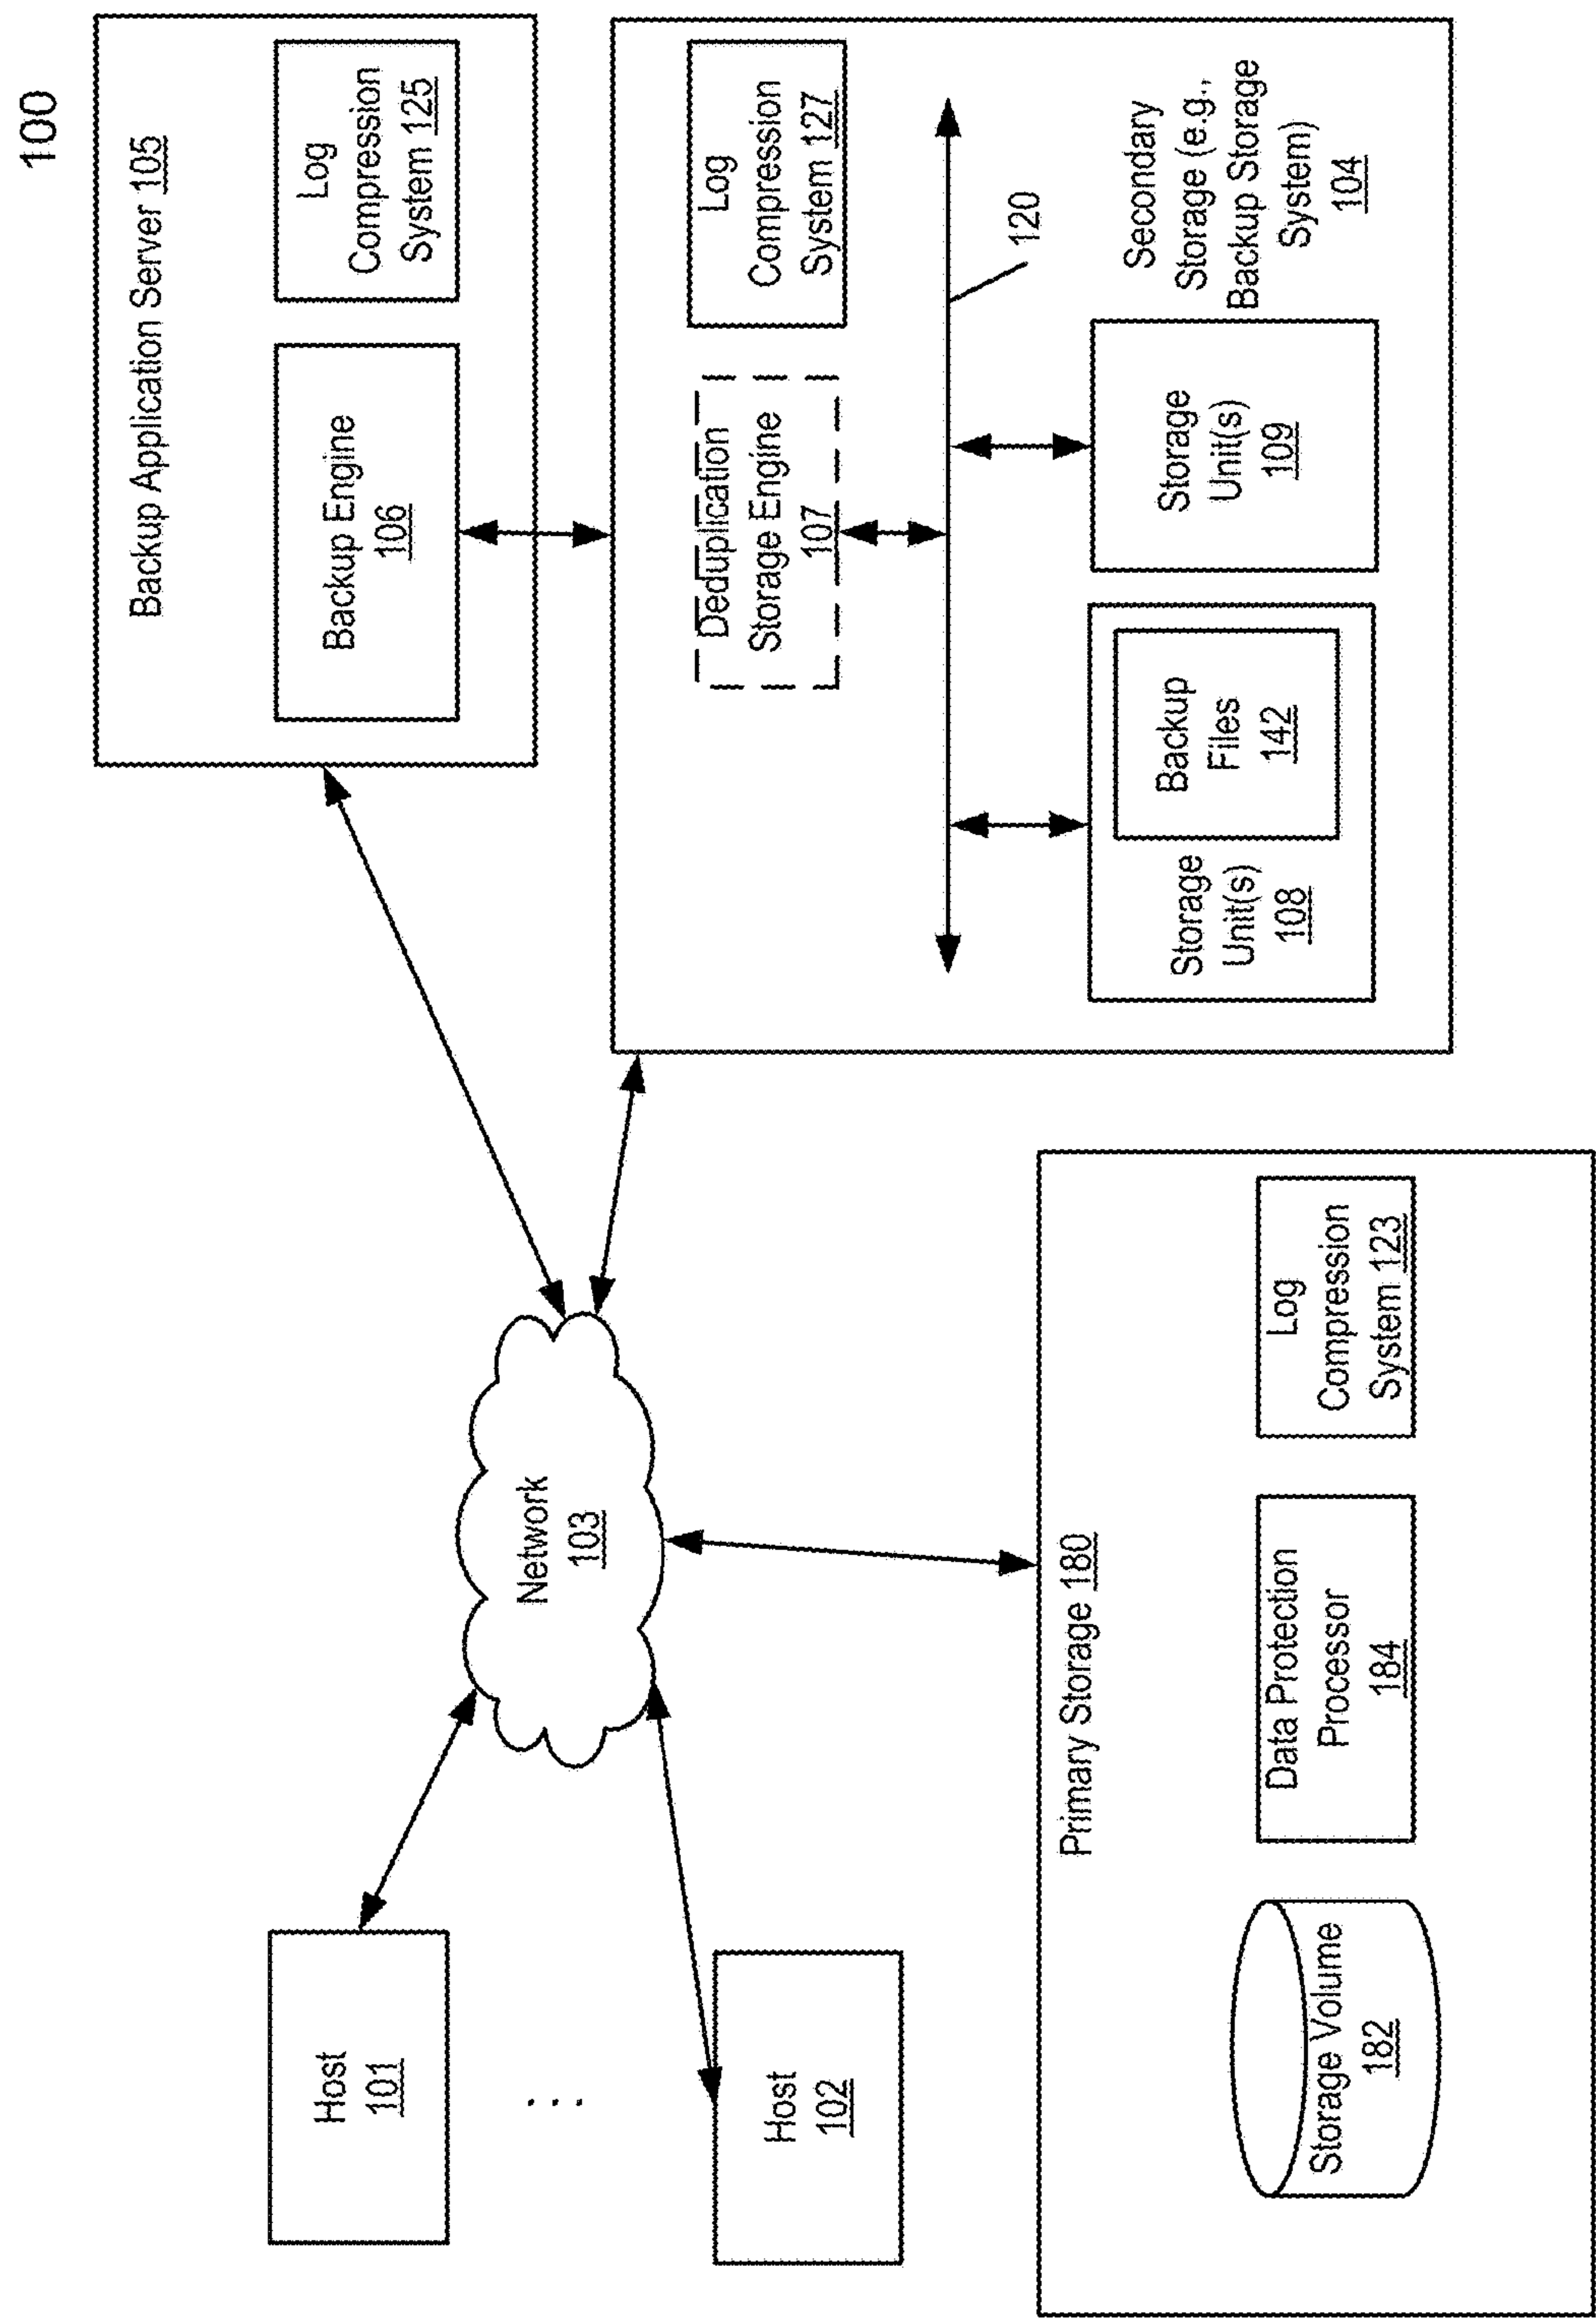 100
Backup Application Server 105
Backup Engine
106
Log
Compression
System 125
Deduplication
Storage Engine
107
Log
Compression
System 127
120
Storage
Unit(s)
108
Backup
Files
142
Storage
Unit(s)
109
Secondary
Storage (e.g.,
Backup Storage
System)
104
Network
103
Host
101
...
Host
102
Primary Storage 180
Storage Volume
182
Data Protection
Processor
184
Log
Compression
System 123